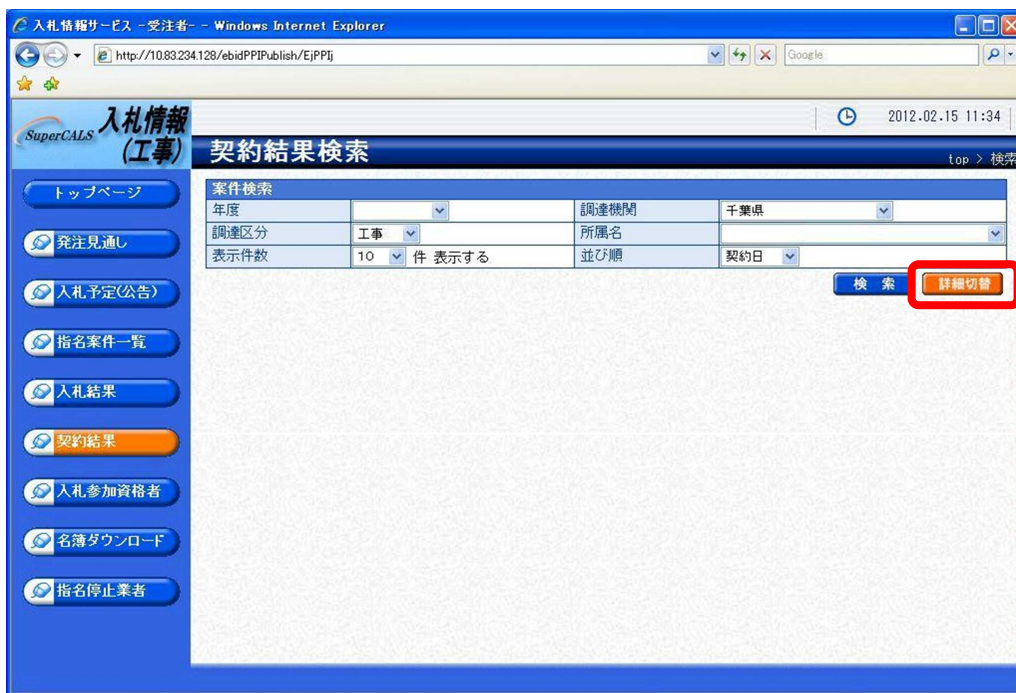 入札情報サービス -受注者- - Windows Internet Explorer
http://10.83.234.128/ebidPPIPublish/EjPPIj
Google
SuperCALS 入札情報
(工事)
2012.02.15 11:34
契約結果検索
top > 検索
トップページ
発注見通し
入札予定(公告)
指名案件一覧
入札結果
契約結果
入札参加資格者
名簿ダウンロード
指名停止業者
案件検索
年度 調達機関 千葉県
調達区分 工事 所属名
表示件数 10 件 表示する 並び順 契約日
検 索 詳細切替